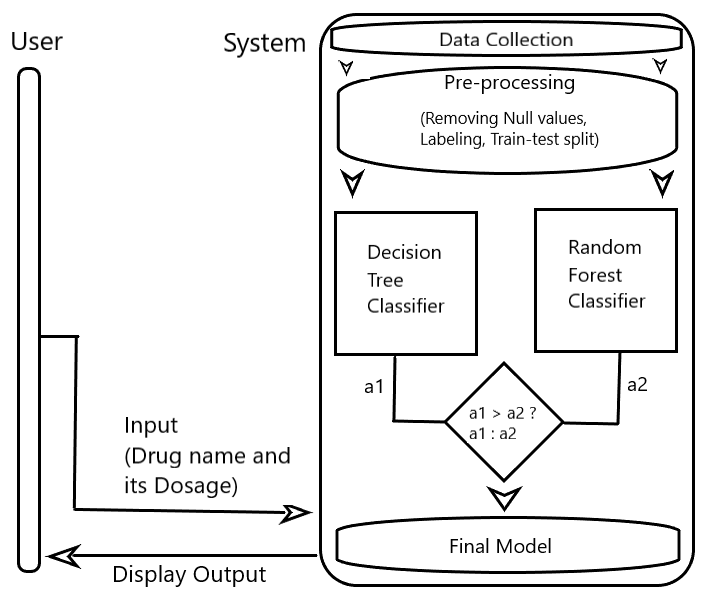 User
System
Data Collection
Pre-processing
(Removing Null values,
Labeling, Train-test split)
Decision
Tree
Classifier
Random
Forest
Classifier
a1
a2
a1 > a2 ?
a1 : a2
Input
(Drug name and
its Dosage)
Final Model
Display Output